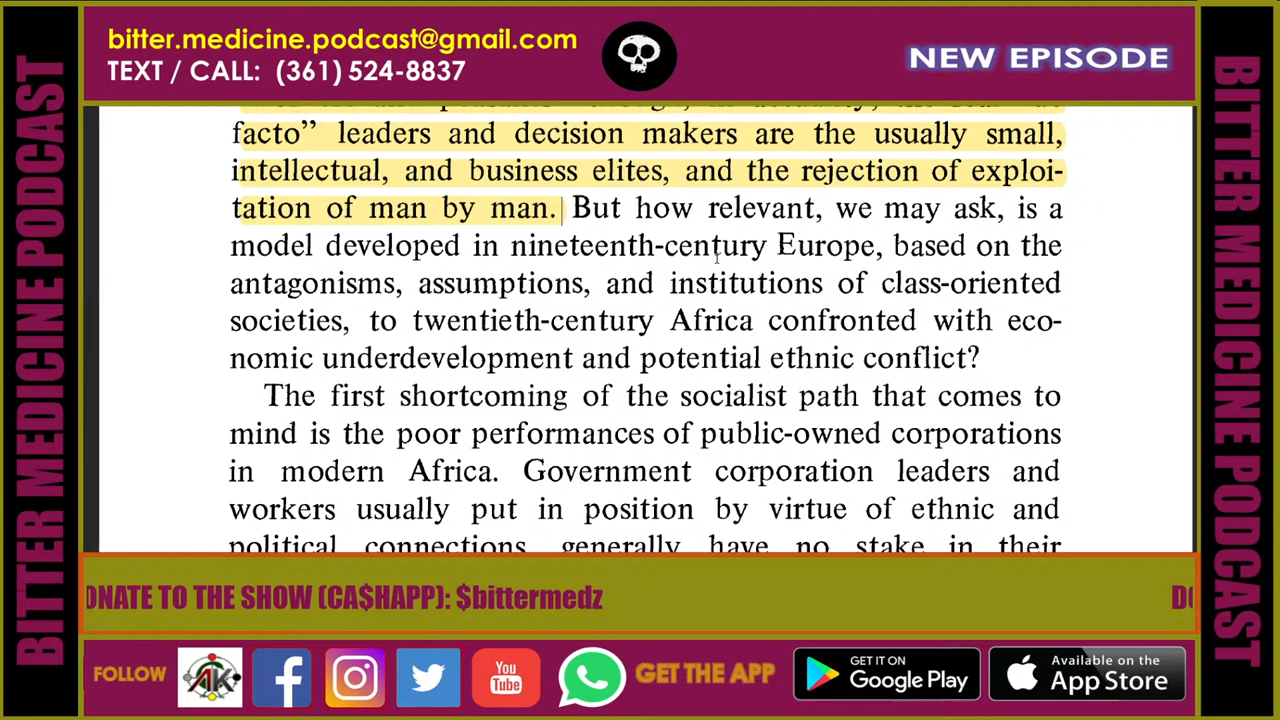 bitter.medicine.podcast@gmail.com
TEXT / CALL: (361) 524-8837
NEW EPISODE
BITTER MEDICINE PODCAST
facto” leaders and decision makers are the usually small,
intellectual, and business elites, and the rejection of exploi-
tation of man by man. But how relevant, we may ask, is a
model developed in nineteenth-century Europe, based on the
antagonisms, assumptions, and institutions of class-oriented
societies, to twentieth-century Africa confronted with eco-
nomic underdevelopment and potential ethnic conflict?
The first shortcoming of the socialist path that comes to
mind is the poor performances of public-owned corporations
in modern Africa. Government corporation leaders and
workers usually put in position by virtue of ethnic and
political connections, generally have no stake in their
BITTER MEDICINE PODCAST
ONATE TO THE SHOW (CA$HAPP): $bittermedz
FOLLOW
ATK
You
Tube
GET THE APP
GET IT ON
Google Play
Available on the
App Store